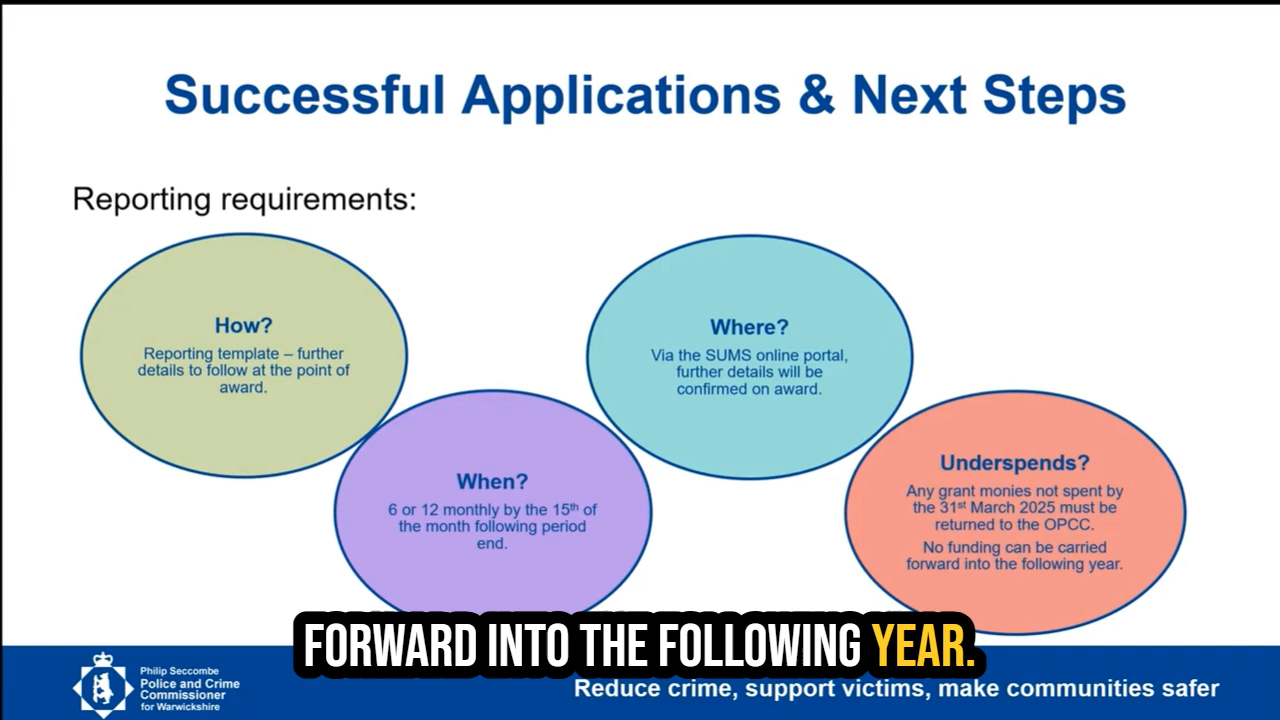 Successful Applications & Next Steps
Reporting requirements:
How?
Reporting template – further
details to follow at the point of
award.
When?
6 or 12 monthly by the 15th of
the month following period
end.
Where?
Via the SUMS online portal,
further details will be
confirmed on award.
Underspends?
Any grant monies not spent by
the 31st March 2025 must be
returned to the OPCC.
No funding can be carried
forward into the following year.
FORWARD INTO THE FOLLOWING YEAR.
Philip Seccombe
Police and Crime
Commissioner
for Warwickshire
Reduce crime, support victims, make communities safer